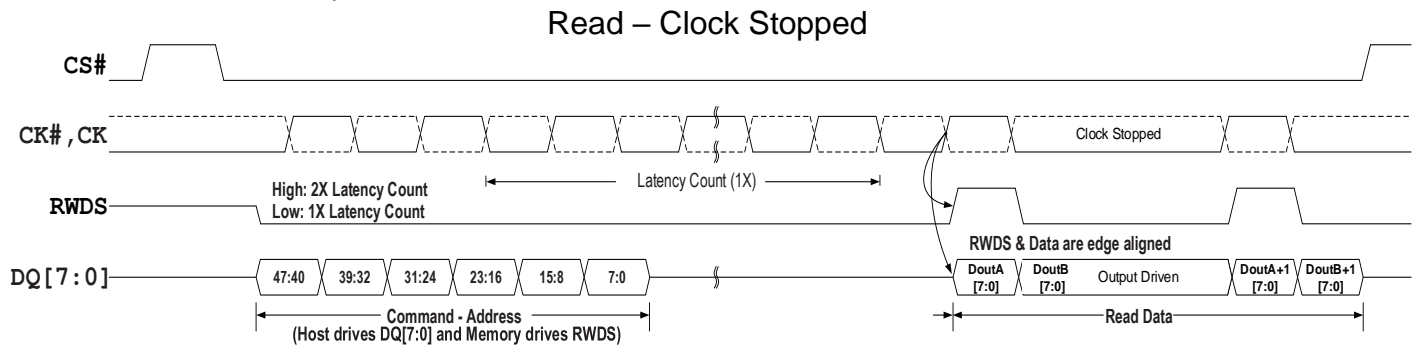 Read – Clock Stopped
CS#
CK#,CK
Clock Stopped
Latency Count (1X)
High: 2X Latency Count
Low: 1X Latency Count
RWDS
RWDS & Data are edge aligned
DQ[7:0]
47:40 39:32 31:24 23:16 15:8 7:0
DoutA
[7:0]
DoutB
[7:0]
Output Driven
DoutA+1
[7:0]
DoutB+1
[7:0]
Command - Address
(Host drives DQ[7:0] and Memory drives RWDS)
Read Data